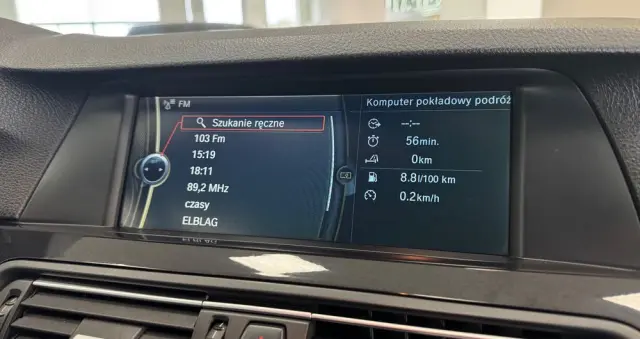 FM
Szukanie ręczne
103 Fm
15:19
18:11
89,2 MHz
czasy
ELBLAG
Komputer pokładowy podróż
--:--
56min.
0km
8.8l/100 km
0.2km/h